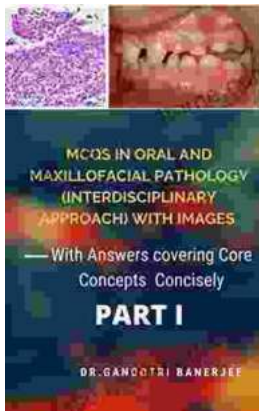 MCQS IN ORAL AND
MAXILLOFACIAL PATHOLOGY
(INTERDISCIPLINARY
APPROACH) WITH IMAGES
— With Answers covering Core
Concepts Concisely
PART I
DR.GANGOTRI BANERJEE